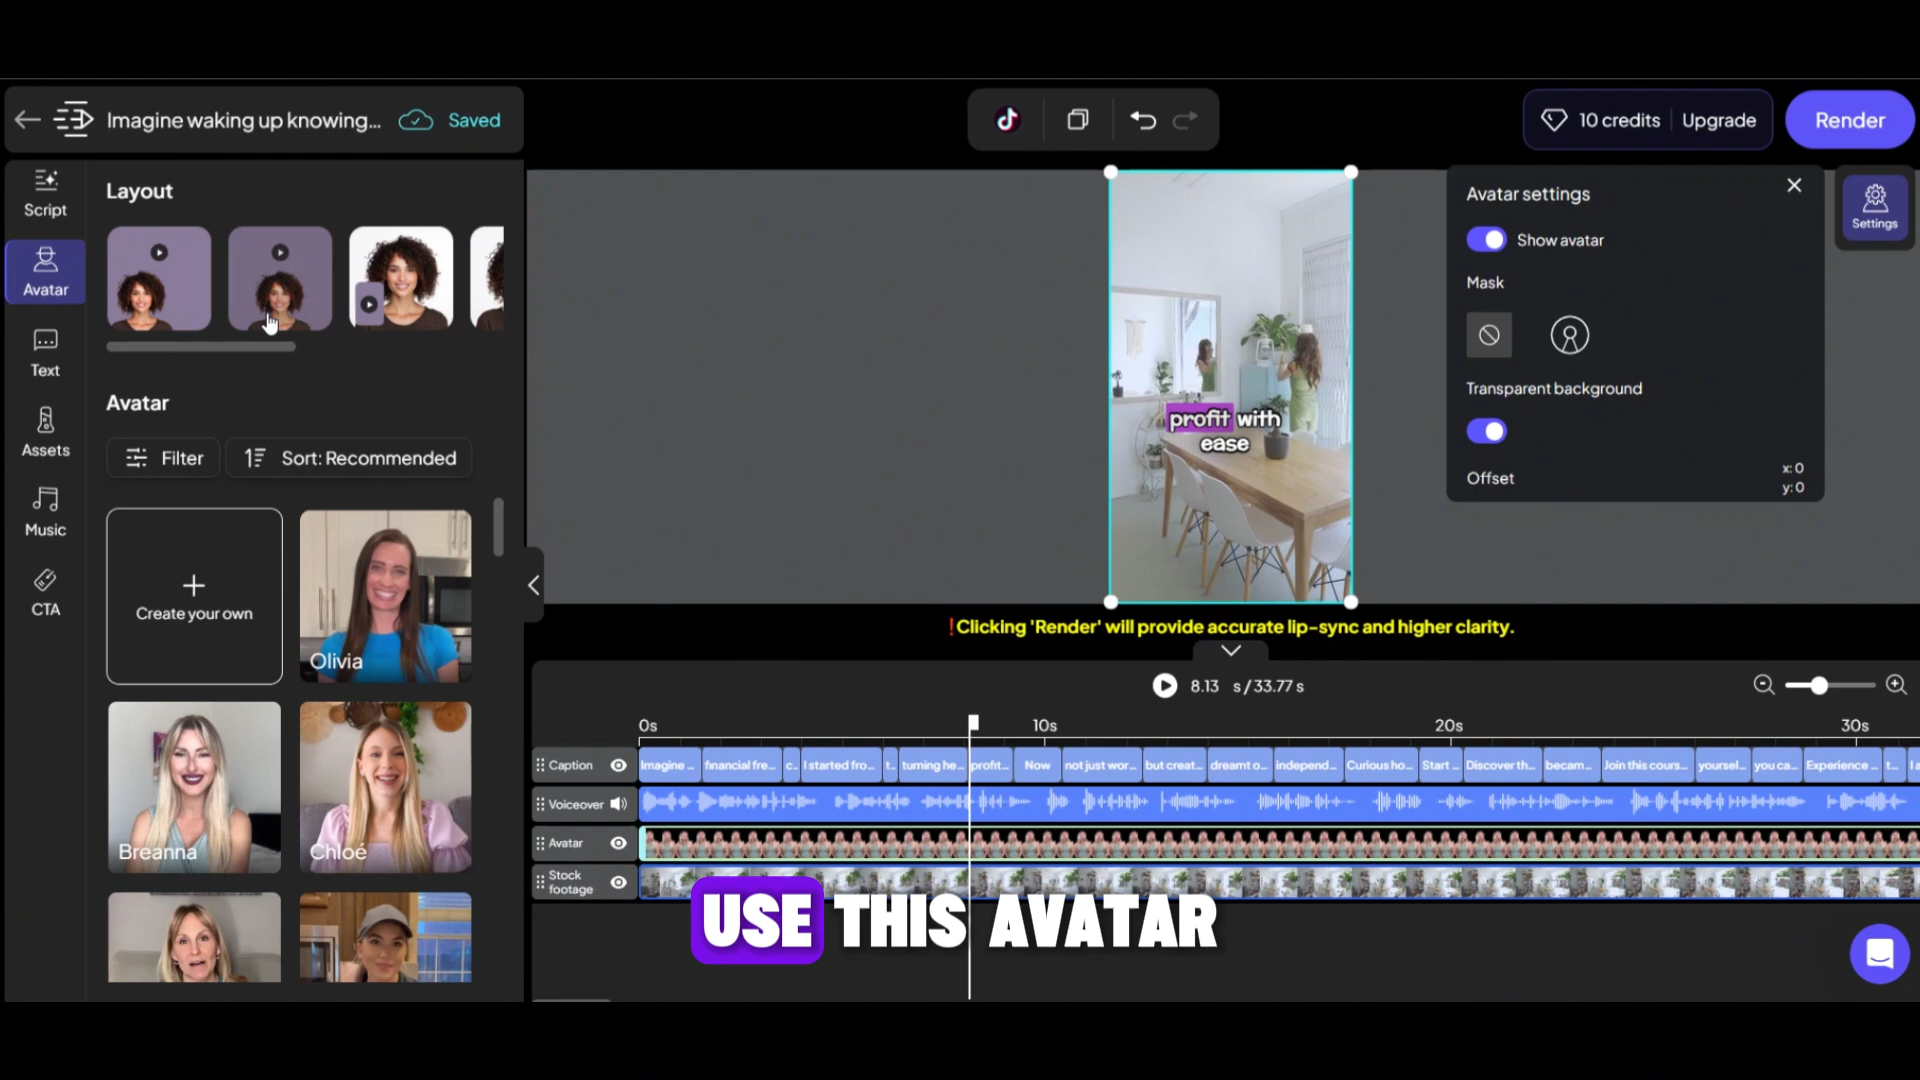 Imagine waking up knowing...
Saved
10 credits
Upgrade
Render
Script
Avatar
Text
Assets
Music
CTA
Layout
Avatar
Filter
Sort: Recommended
Create your own
Olivia
Breanna
Chloé
profit with
ease
Avatar settings
Show avatar
Mask
Transparent background
Offset
x: 0
y: 0
Settings
!Clicking 'Render' will provide accurate lip-sync and higher clarity.
8.13 s/33.77 s
0s 10s 20s 30s
Caption
Imagine ... financial fre... c.. I started fro... t.. turning he... profit... Now not just wor... but creat... dreamt o... independ... Curious ho... Start ... Discover th... becam... Join this cours... yoursel... you ca... Experience ... t...
Voiceover
Avatar
Stock
footage
USE THIS AVATAR